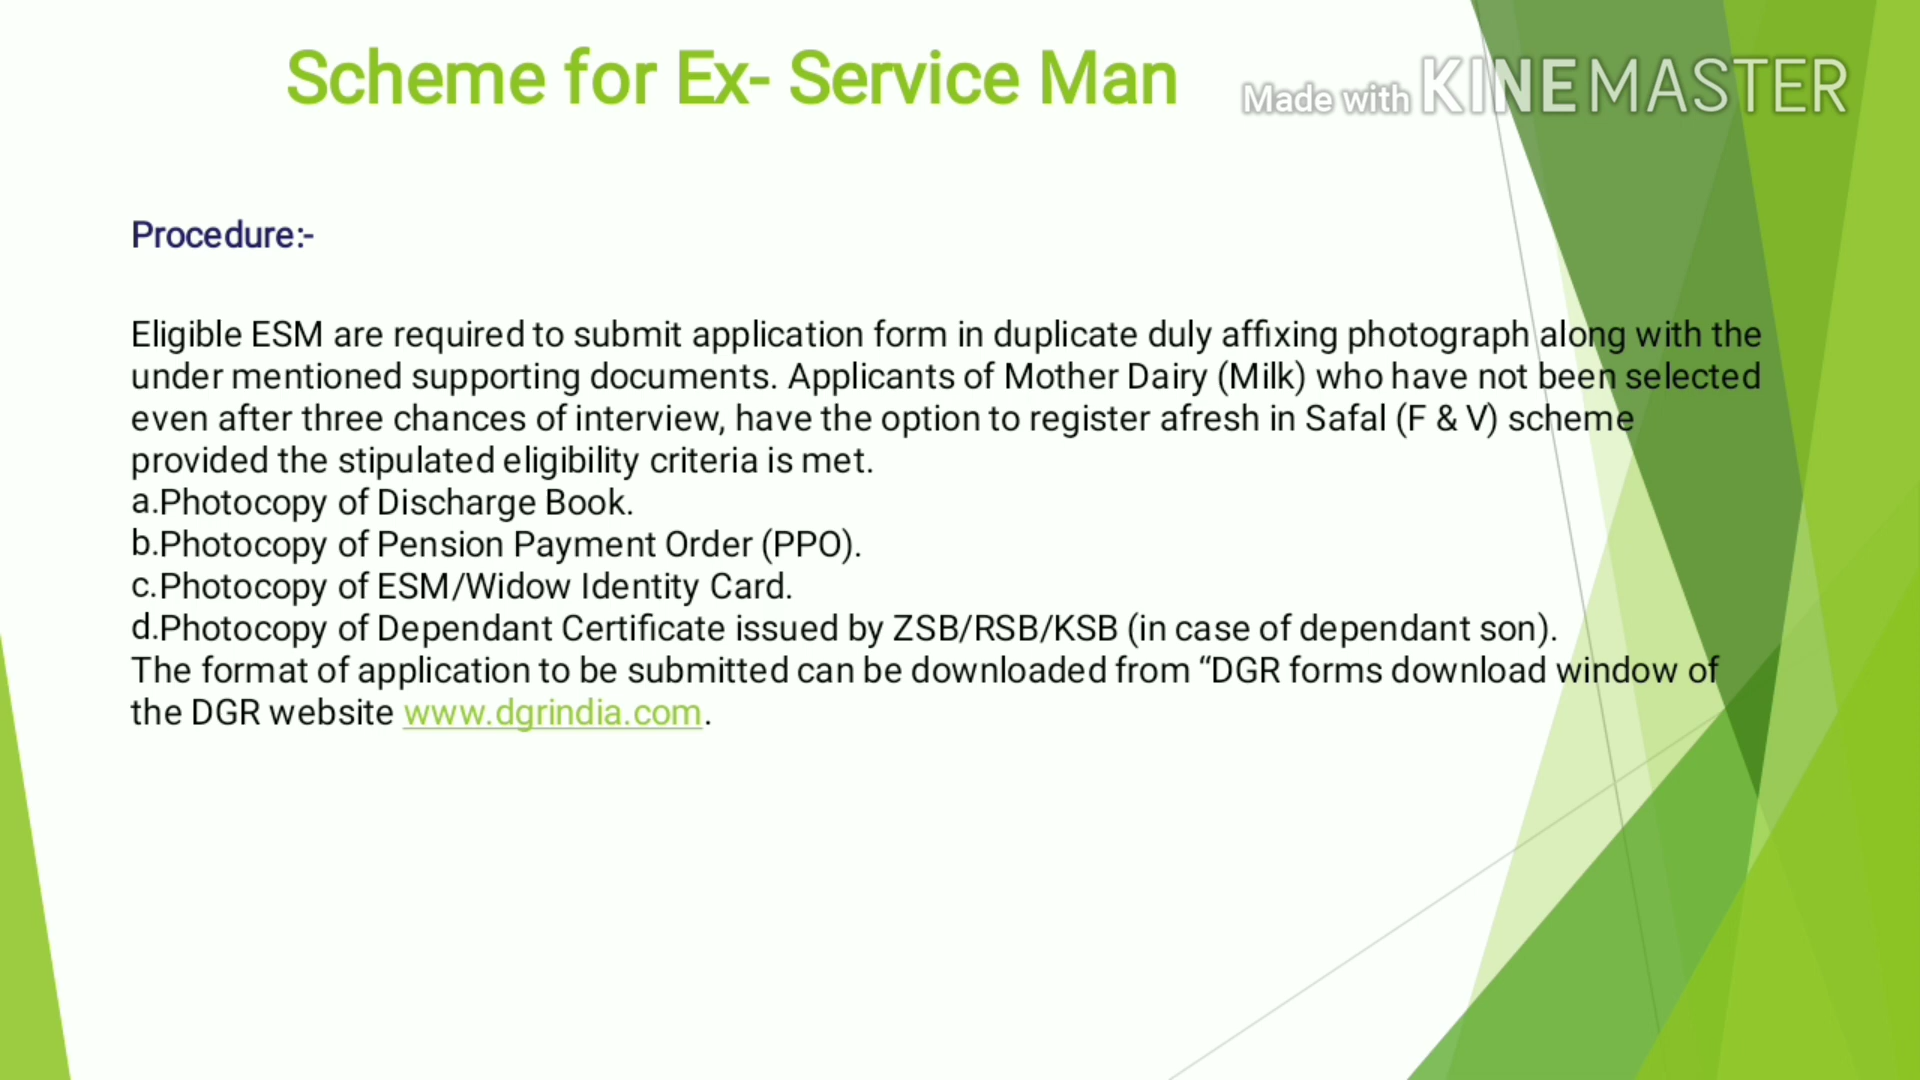 Scheme for Ex- Service Man
Made with KINEMASTER
Procedure:-
Eligible ESM are required to submit application form in duplicate duly affixing photograph along with the
under mentioned supporting documents. Applicants of Mother Dairy (Milk) who have not been selected
even after three chances of interview, have the option to register afresh in Safal (F & V) scheme
provided the stipulated eligibility criteria is met.
a.Photocopy of Discharge Book.
b.Photocopy of Pension Payment Order (PPO).
c.Photocopy of ESM/Widow Identity Card.
d.Photocopy of Dependant Certificate issued by ZSB/RSB/KSB (in case of dependant son).
The format of application to be submitted can be downloaded from “DGR forms download window of
the DGR website www.dgrindia.com.